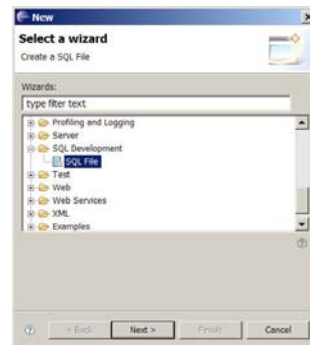 New
Select a wizard
Create a SQL File
Wizards:
type filter text
Profiling and Logging
Server
SQL Development
SQL File
Test
Web
Web Services
XML
Examples
< Back
Next >
Finish
Cancel